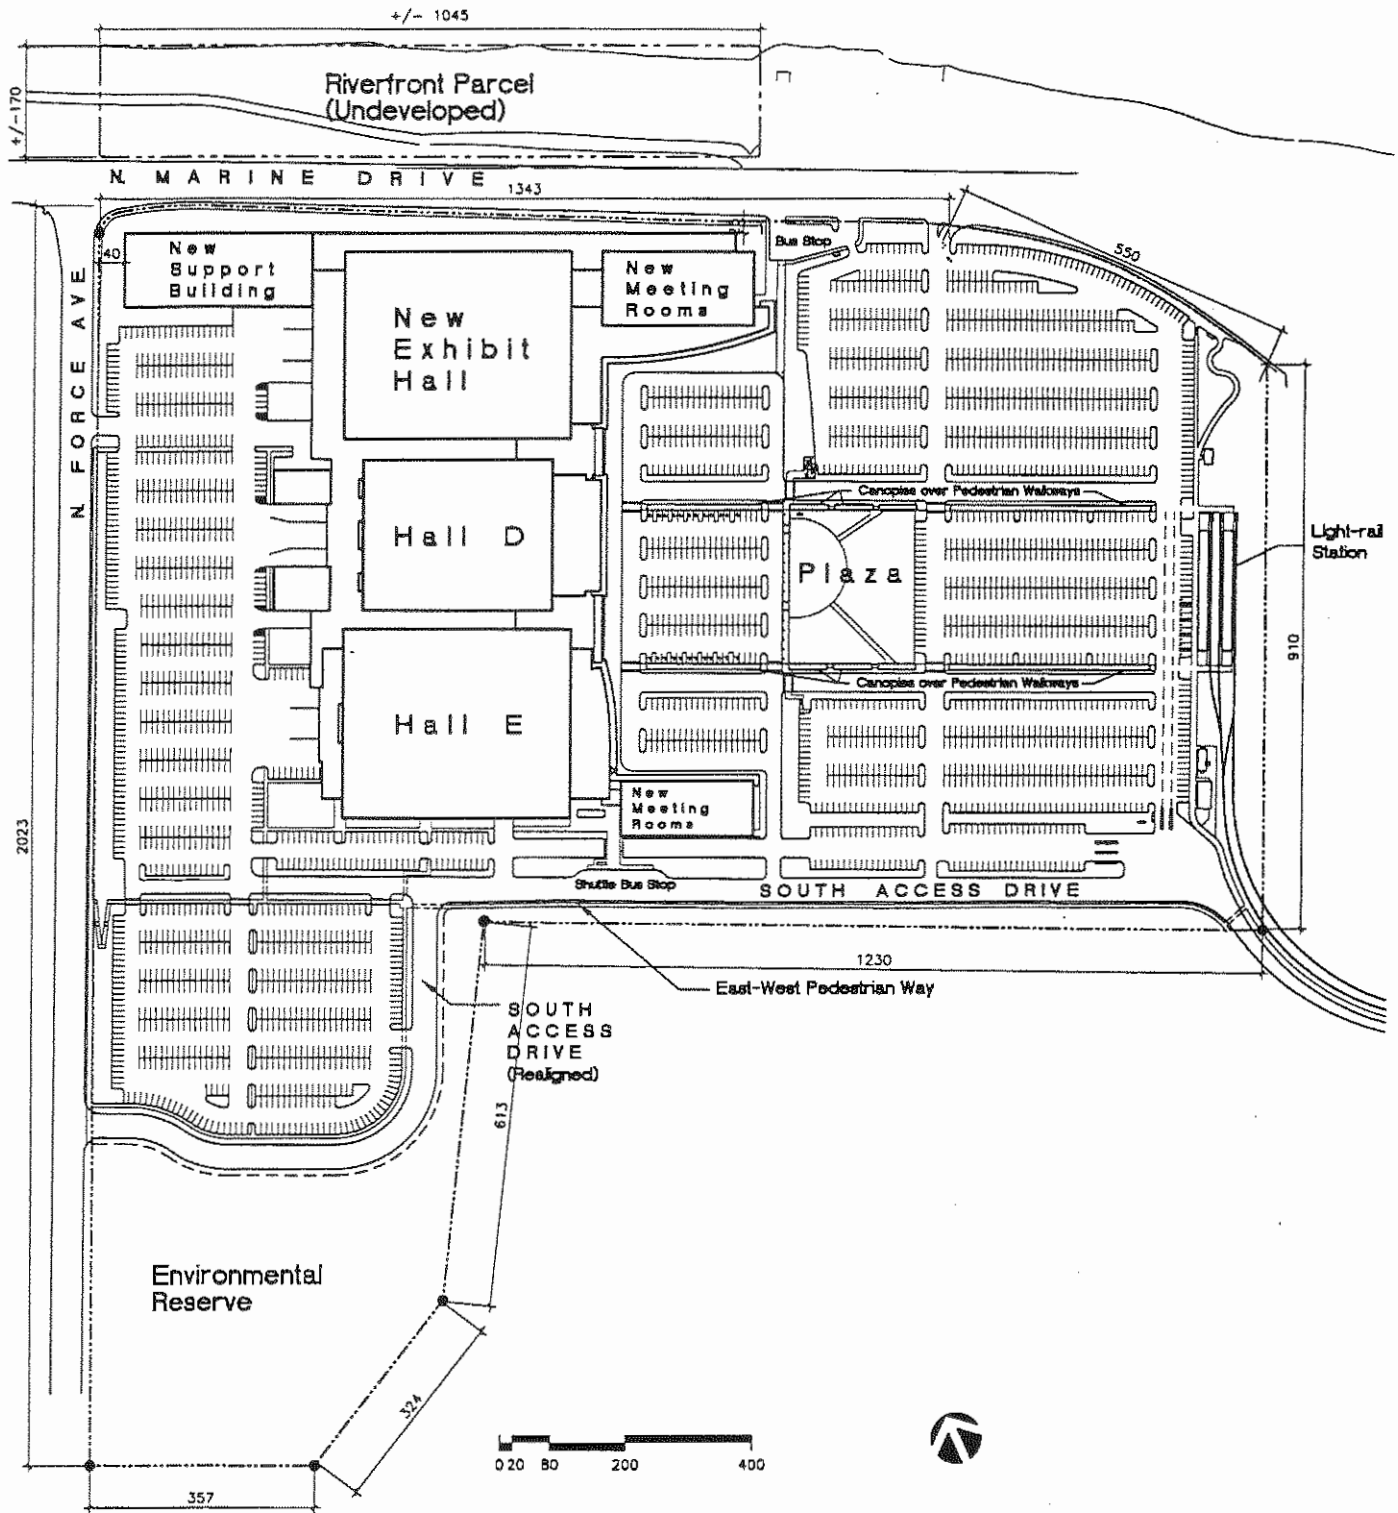 +/- 1045
Riverfront Parcel
(Undeveloped)
+/-170
N. MARINE DRIVE
1343
550
40
New
Support
Building
New
Exhibit
Hall
New
Meeting
Rooms
Bus Stop
N FORCE AVE
Canopies over Pedestrian Walkways
Hall D
Plaza
Light-rail
Station
910
Canopies over Pedestrian Walkways
Hall E
New
Meeting
Rooms
2023
Shuttle Bus Stop
SOUTH ACCESS DRIVE
1230
East-West Pedestrian Way
SOUTH
ACCESS
DRIVE
(Realigned)
613
Environmental
Reserve
324
357
0 20 80 200 400